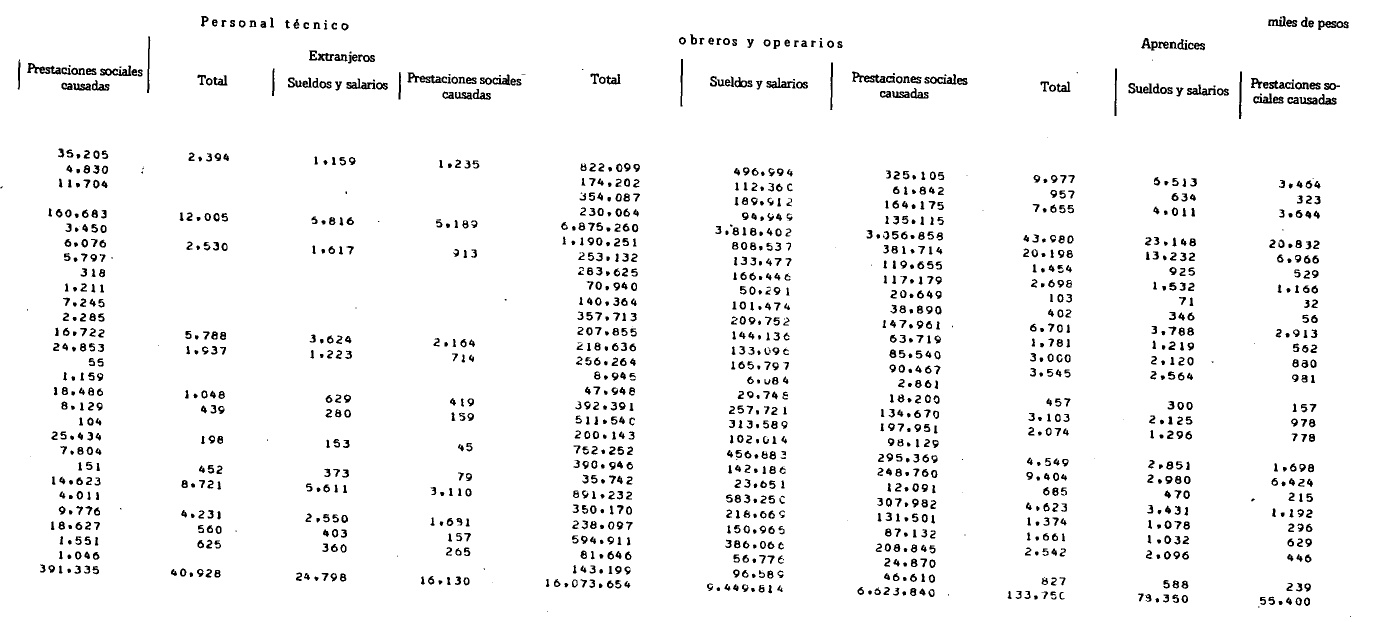 Personal técnico
miles de pesos
obreros y operarios
Aprendices
Extranjeros
Prestaciones sociales causadas Total Sueldos y salarios Prestaciones sociales causadas Total Sueldos y salarios Prestaciones sociales causadas Total Sueldos y salarios Prestaciones so-
ciales causadas
35.205 2.394 1.159 1.235 822.099 496.994 325.105 9.977 6.513 3.464
4.830 174.202 112.360 61.842 957 634 323
11.704 354.087 189.912 164.175 7.655 4.011 3.644
230.064 94.949 135.115
160.683 12.005 5.816 5.189 6.875.260 3.818.402 3.056.858 43.980 23.148 20.832
3.450 1.190.251 808.537 381.714 20.198 13.232 6.966
6.076 2.530 1.617 913 253.132 133.477 119.655 1.454 925 529
5.797 283.625 166.446 117.179 2.698 1.532 1.166
318 70.940 50.291 20.649 103 71 32
1.211 140.364 101.474 38.890 402 346 56
7.245 357.713 209.752 147.961 6.701 3.788 2.913
2.285 207.855 144.136 63.719 1.781 1.219 562
16.722 5.788 3.624 2.164 218.636 133.096 85.540 3.000 2.120 880
24.853 1.937 1.223 714 256.264 165.797 90.467 3.545 2.564 981
55 8.945 6.084 2.861
1.159 47.948 29.748 18.200 457 300 157
18.486 1.048 629 419 392.391 257.721 134.670 3.103 2.125 978
8.129 439 280 159 511.540 313.589 197.951 2.074 1.296 778
104 200.143 102.014 98.129
25.434 198 153 45 752.252 456.883 295.369 4.549 2.851 1.698
7.804 390.946 142.186 248.760 9.404 2.980 6.424
151 452 373 79 35.742 23.651 12.091 685 470 215
14.623 8.721 5.611 3.110 891.232 583.250 307.982 4.623 3.431 1.192
4.011 350.170 218.669 131.501 1.374 1.078 296
9.776 4.231 2.550 1.681 238.097 150.965 87.132 1.661 1.032 629
18.627 560 403 157 594.911 386.066 208.845 2.542 2.096 446
1.551 625 360 265 81.646 56.776 24.870
1.046 143.199 96.589 46.610 827 588 239
391.335 40.928 24.798 16.130 16.073.654 9.449.814 6.623.840 133.750 78.350 55.400